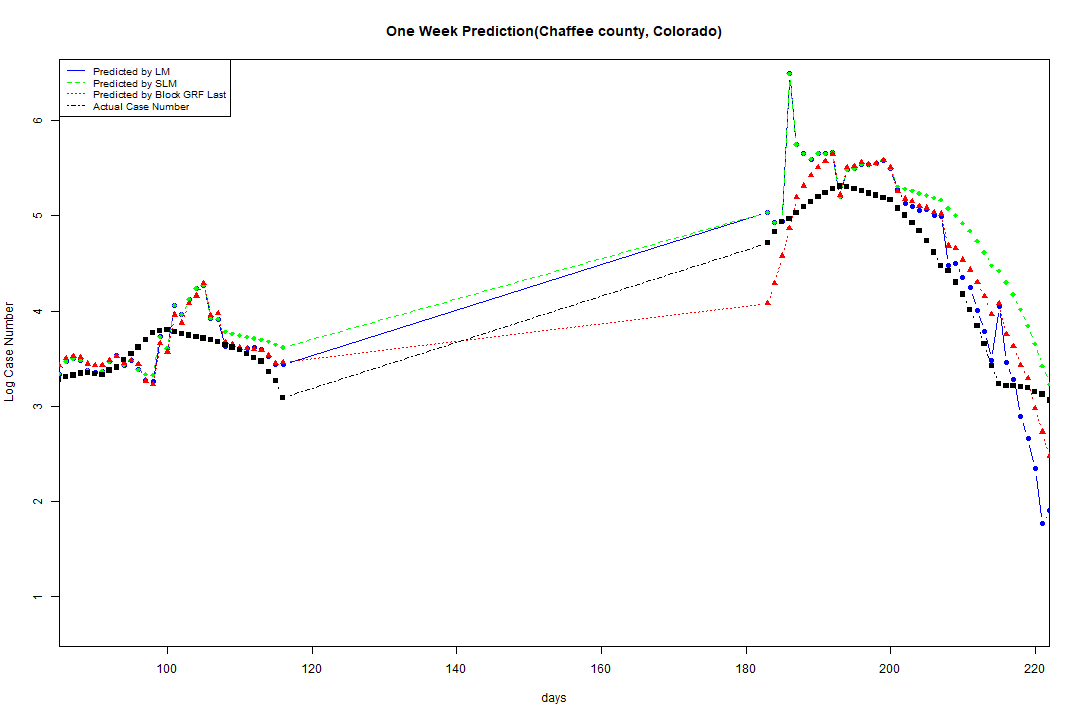 One Week Prediction(Chaffee county, Colorado)
Predicted by LM
Predicted by SLM
Predicted by Block GRF Last
Actual Case Number
Log Case Number
6
5
4
3
2
1
100 120 140 160 180 200 220
days